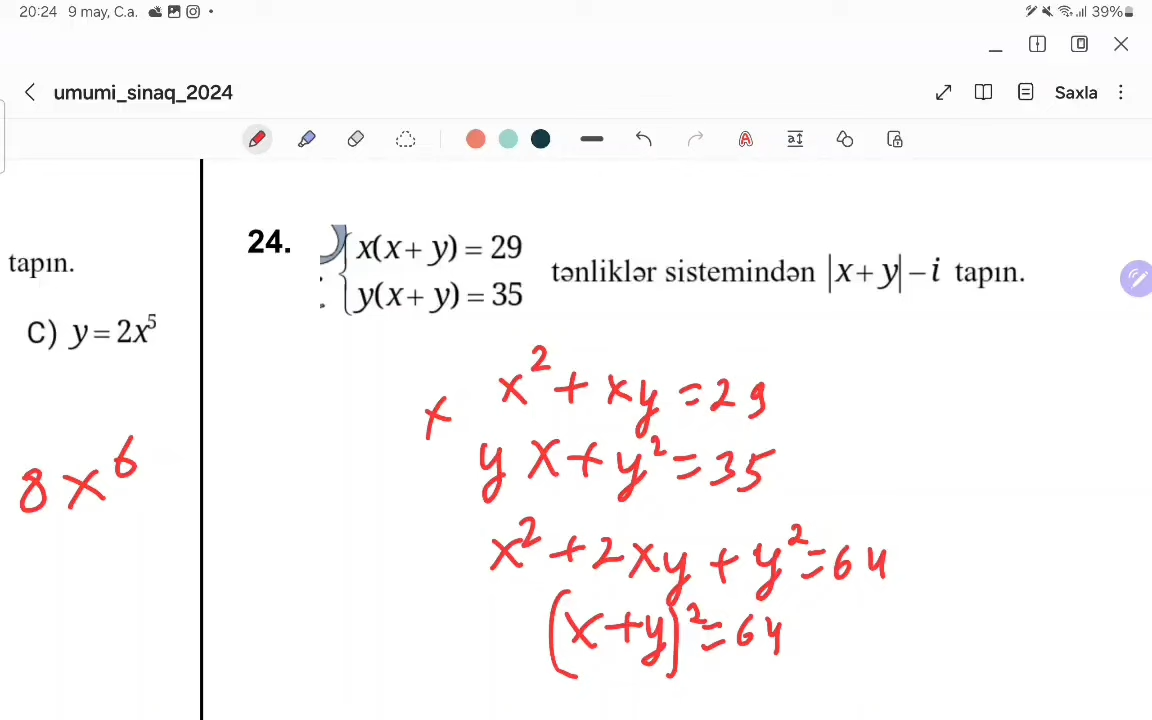 20:24 9 may, C.a. 39%
umumi_sinaq_2024 Saxla
tapın.
C) y=2x⁵
8x⁶
24. x(x+y)=29
y(x+y)=35
tənliklər sistemindən |x+y|-i tapın.
x
x²+xy=29
yx+y²=35
x²+2xy+y²=64
(x+y)²=64